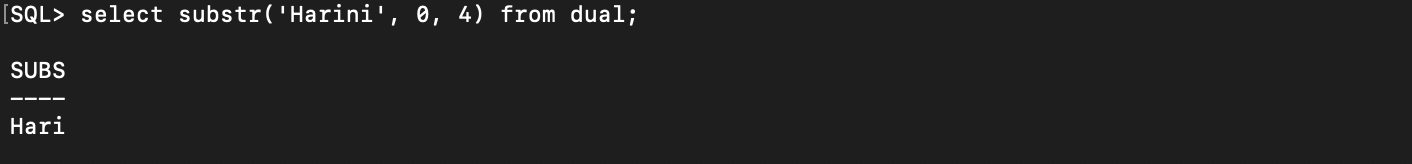 [SQL> select substr('Harini', 0, 4) from dual;
SUBS
----
Hari